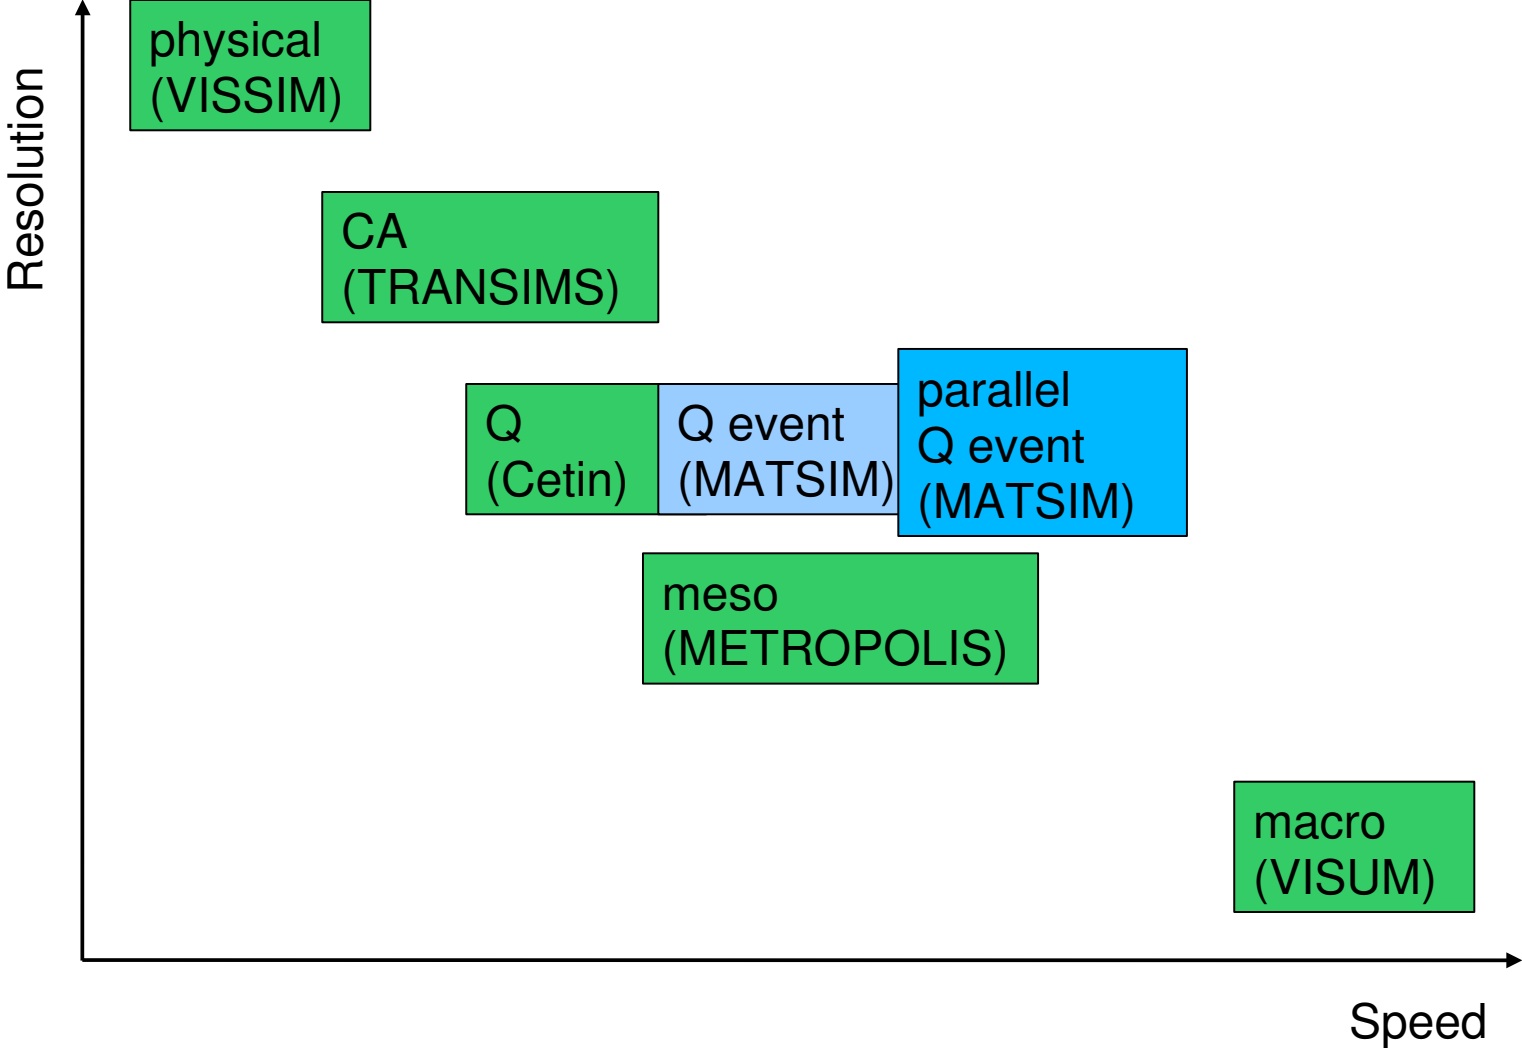 Resolution
physical
(VISSIM)
CA
(TRANSIMS)
Q
(Cetin)
Q event
(MATSIM)
parallel
Q event
(MATSIM)
meso
(METROPOLIS)
macro
(VISUM)
Speed